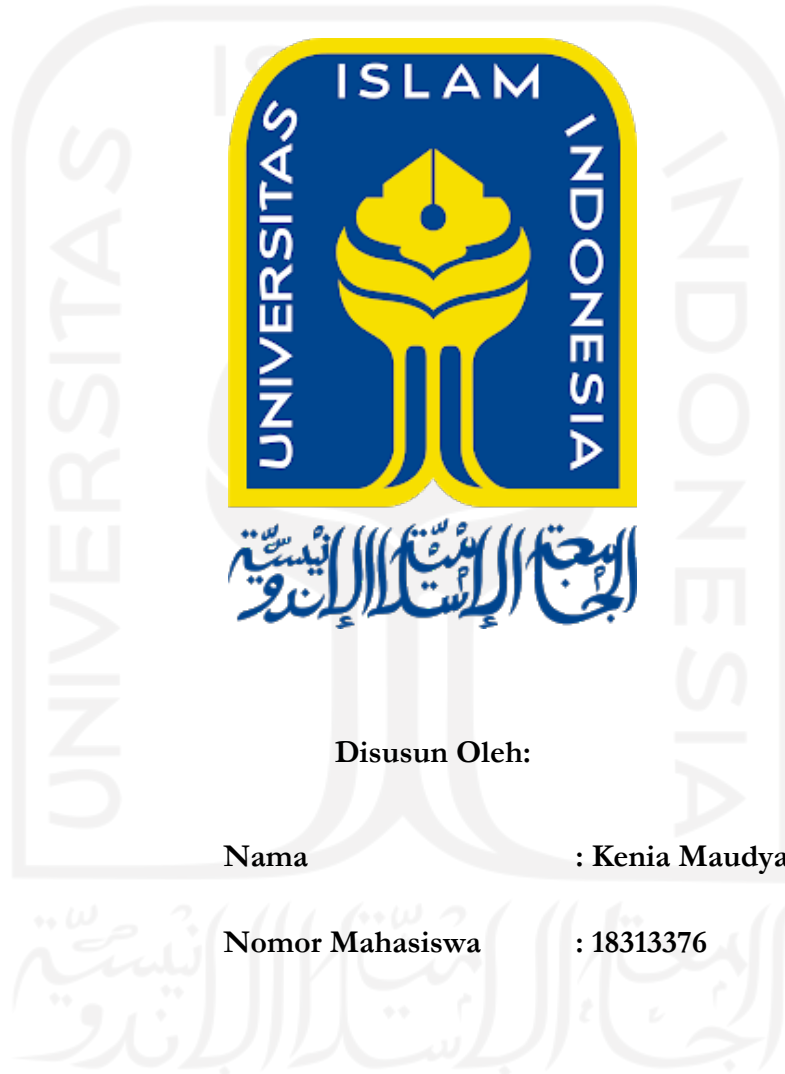 UNIVERSITAS
ISLAM
INDONESIA
الجامعة الإسلامية الإندونيسية
Disusun Oleh:
Nama : Kenia Maudya
Nomor Mahasiswa : 18313376